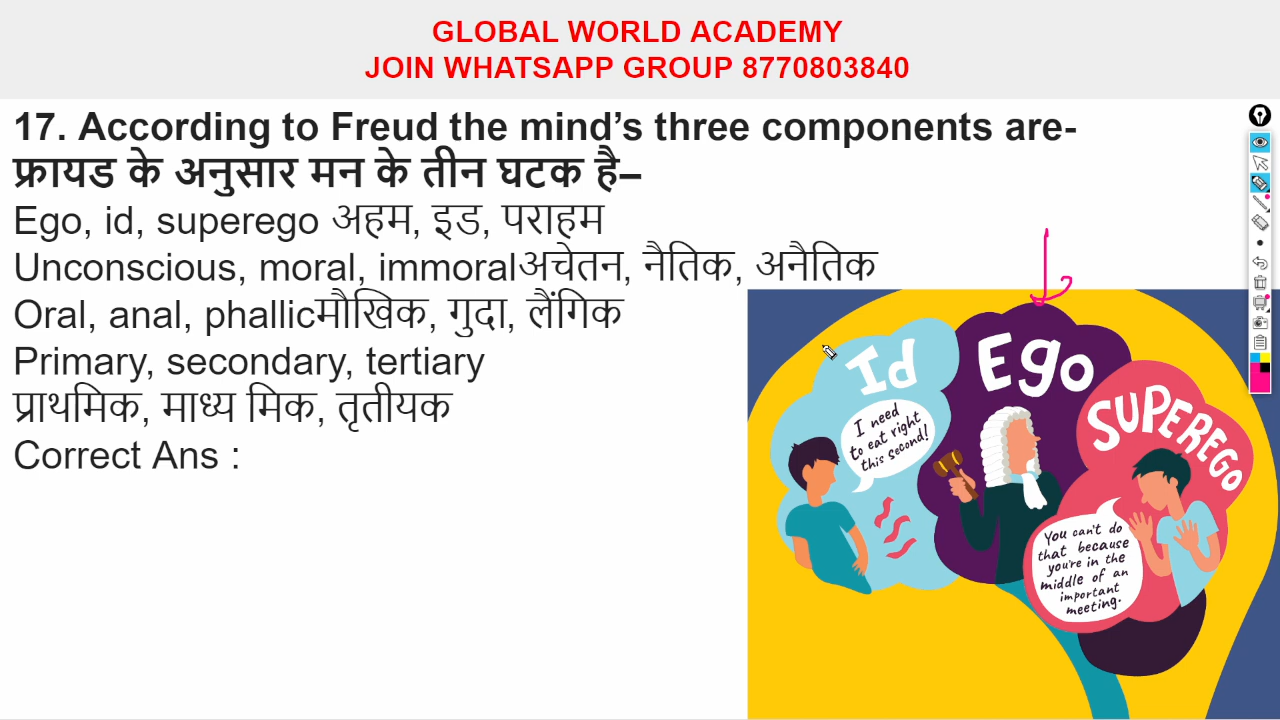 GLOBAL WORLD ACADEMY
JOIN WHATSAPP GROUP 8770803840
17. According to Freud the mind’s three components are-
फ्रायड के अनुसार मन के तीन घटक है–
Ego, id, superego अहम, इड, पराहम
Unconscious, moral, immoralअचेतन, नैतिक, अनैतिक
Oral, anal, phallicमौखिक, गुदा, लैंगिक
Primary, secondary, tertiary
प्राथमिक, माध्य मिक, तृतीयक
Correct Ans :
Id
I need
to eat right
this second!
Ego
SUPEREGO
You can't do
that because
you're in the
middle of an
important
meeting.